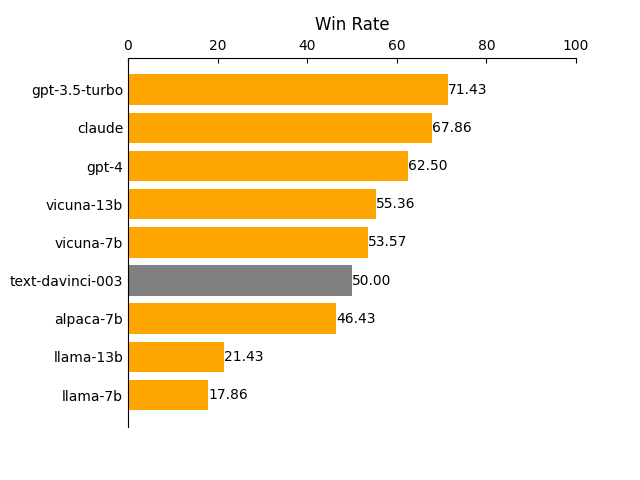 Win Rate
0 20 40 60 80 100
gpt-3.5-turbo 71.43
claude 67.86
gpt-4 62.50
vicuna-13b 55.36
vicuna-7b 53.57
text-davinci-003 50.00
alpaca-7b 46.43
llama-13b 21.43
llama-7b 17.86